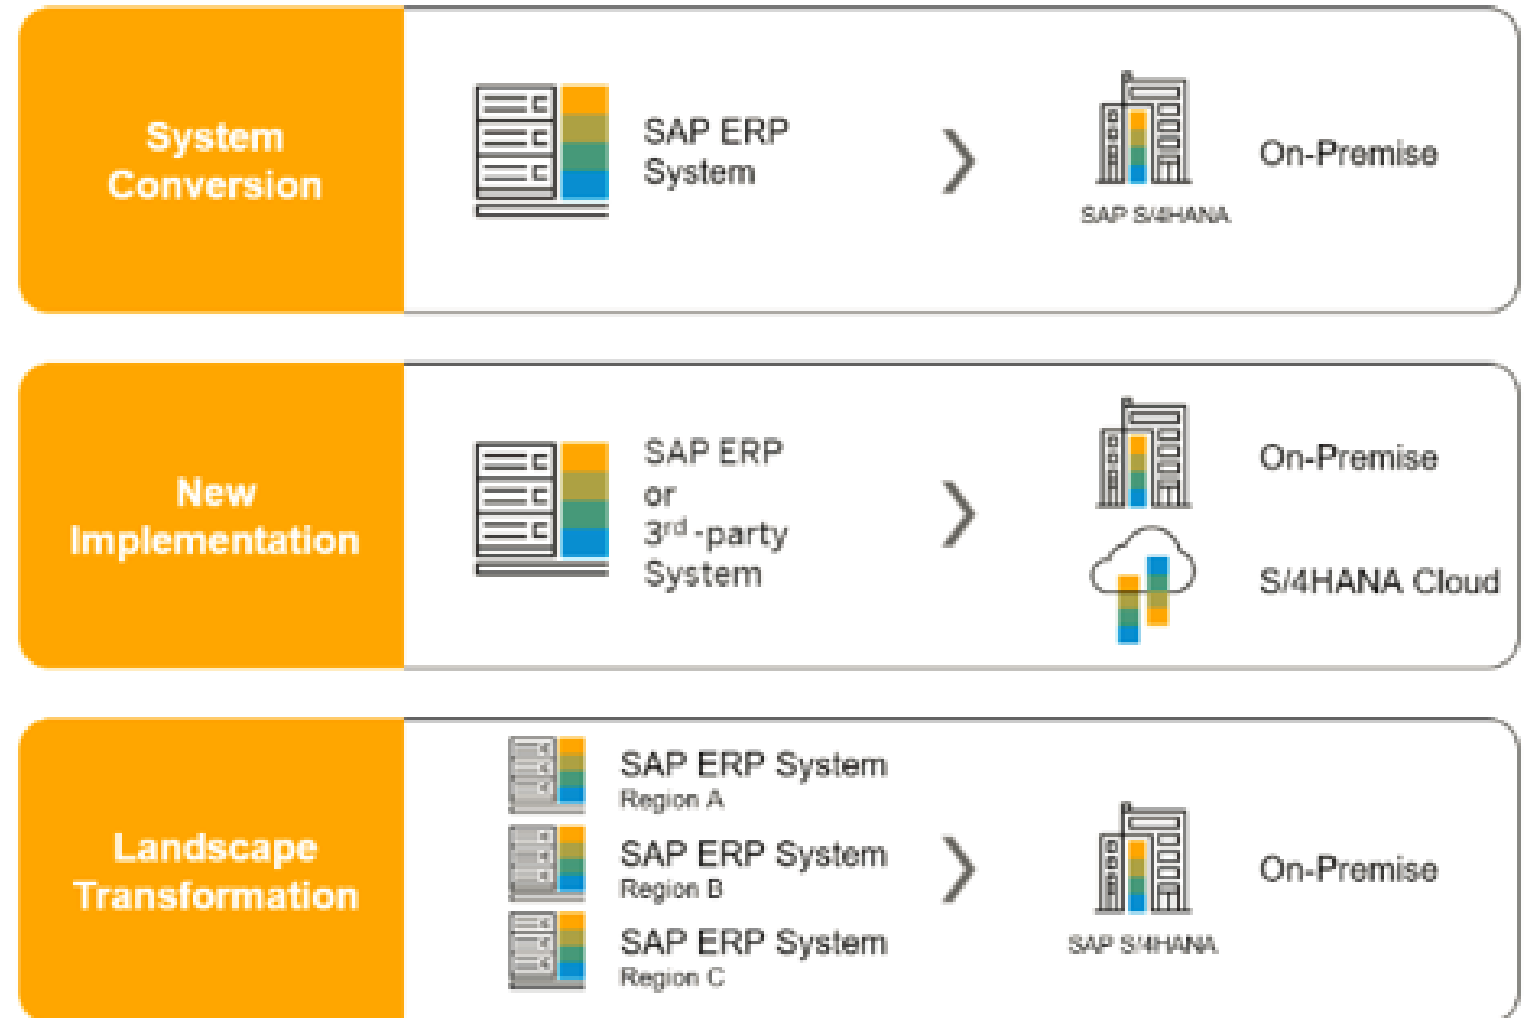 System
Conversion
SAP ERP
System
SAP S/4HANA
On-Premise
New
Implementation
SAP ERP
or
3rd -party
System
On-Premise
S/4HANA Cloud
Landscape
Transformation
SAP ERP System
Region A
SAP ERP System
Region B
SAP ERP System
Region C
SAP S/4HANA
On-Premise